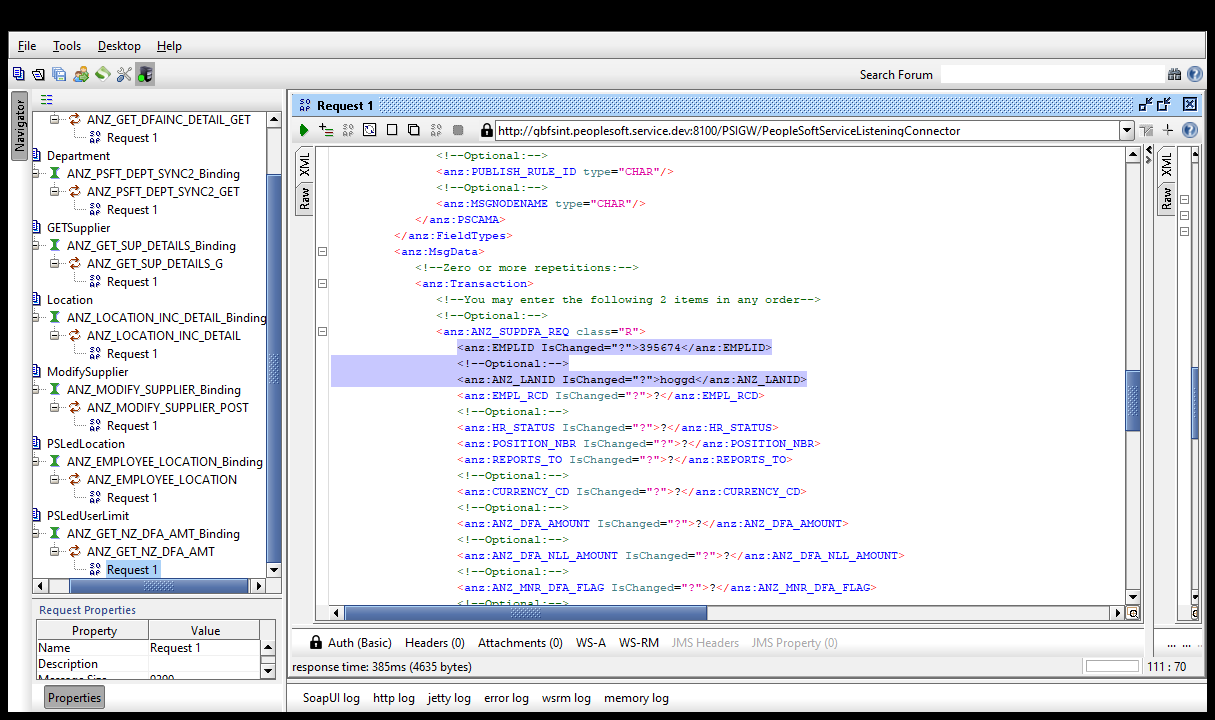 File Tools Desktop Help
Search Forum
Navigator
ANZ_GET_DFAINC_DETAIL_GET
Request 1
Department
ANZ_PSFT_DEPT_SYNC2_Binding
ANZ_PSFT_DEPT_SYNC2_GET
Request 1
GETSupplier
ANZ_GET_SUP_DETAILS_Binding
ANZ_GET_SUP_DETAILS_G
Request 1
Location
ANZ_LOCATION_INC_DETAIL_Binding
ANZ_LOCATION_INC_DETAIL
Request 1
ModifySupplier
ANZ_MODIFY_SUPPLIER_Binding
ANZ_MODIFY_SUPPLIER_POST
Request 1
PSLedLocation
ANZ_EMPLOYEE_LOCATION_Binding
ANZ_EMPLOYEE_LOCATION
Request 1
PSLedUserLimit
ANZ_GET_NZ_DFA_AMT_Binding
ANZ_GET_NZ_DFA_AMT
Request 1
Request Properties
Property Value
Name Request 1
Description
Message Size 9299
Properties
Request 1
http://qbfsint.peoplesoft.service.dev:8100/PSIGW/PeopleSoftServiceListeningConnector
XML
Raw
<!--Optional:-->
<anz:PUBLISH_RULE_ID type="CHAR"/>
<!--Optional:-->
<anz:MSGNODENAME type="CHAR"/>
</anz:PSCAMA>
</anz:FieldTypes>
<anz:MsgData>
<!--Zero or more repetitions:-->
<anz:Transaction>
<!--You may enter the following 2 items in any order-->
<!--Optional:-->
<anz:ANZ_SUPDFA_REQ class="R">
<anz:EMPLID IsChanged="?">395674</anz:EMPLID>
<!--Optional:-->
<anz:ANZ_LANID IsChanged="?">hoggd</anz:ANZ_LANID>
<anz:EMPL_RCD IsChanged="?">?</anz:EMPL_RCD>
<!--Optional:-->
<anz:HR_STATUS IsChanged="?">?</anz:HR_STATUS>
<anz:POSITION_NBR IsChanged="?">?</anz:POSITION_NBR>
<anz:REPORTS_TO IsChanged="?">?</anz:REPORTS_TO>
<!--Optional:-->
<anz:CURRENCY_CD IsChanged="?">?</anz:CURRENCY_CD>
<!--Optional:-->
<anz:ANZ_DFA_AMOUNT IsChanged="?">?</anz:ANZ_DFA_AMOUNT>
<!--Optional:-->
<anz:ANZ_DFA_NLL_AMOUNT IsChanged="?">?</anz:ANZ_DFA_NLL_AMOUNT>
<!--Optional:-->
<anz:ANZ_MNR_DFA_FLAG IsChanged="?">?</anz:ANZ_MNR_DFA_FLAG>
<!--Optional:-->
XML
Raw
Auth (Basic) Headers (0) Attachments (0) WS-A WS-RM JMS Headers JMS Property (0)
... ...
response time: 385ms (4635 bytes)
111 : 70
SoapUI log http log jetty log error log wsrm log memory log